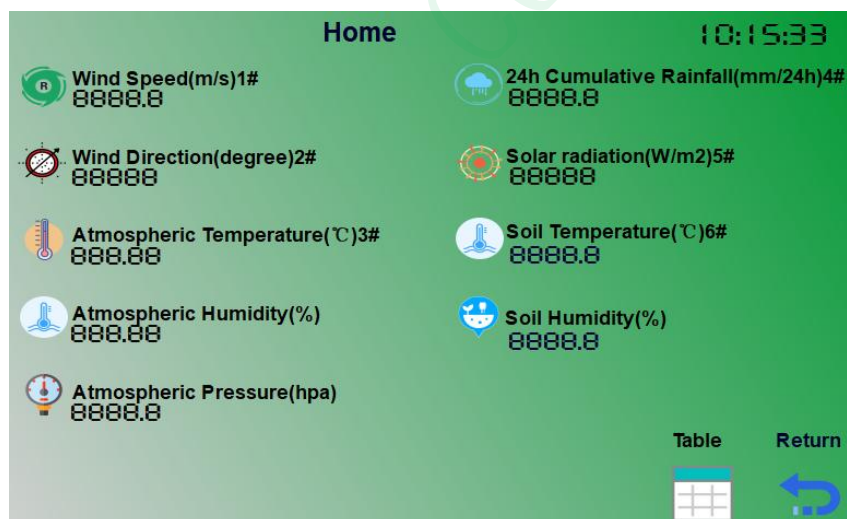 Home
10:15:33
Wind Speed(m/s)1#
8888.8
24h Cumulative Rainfall(mm/24h)4#
8888.8
Wind Direction(degree)2#
88888
Solar radiation(W/m2)5#
88888
Atmospheric Temperature(℃)3#
888.88
Soil Temperature(℃)6#
8888.8
Atmospheric Humidity(%)
888.88
Soil Humidity(%)
8888.8
Atmospheric Pressure(hpa)
8888.8
Table
Return